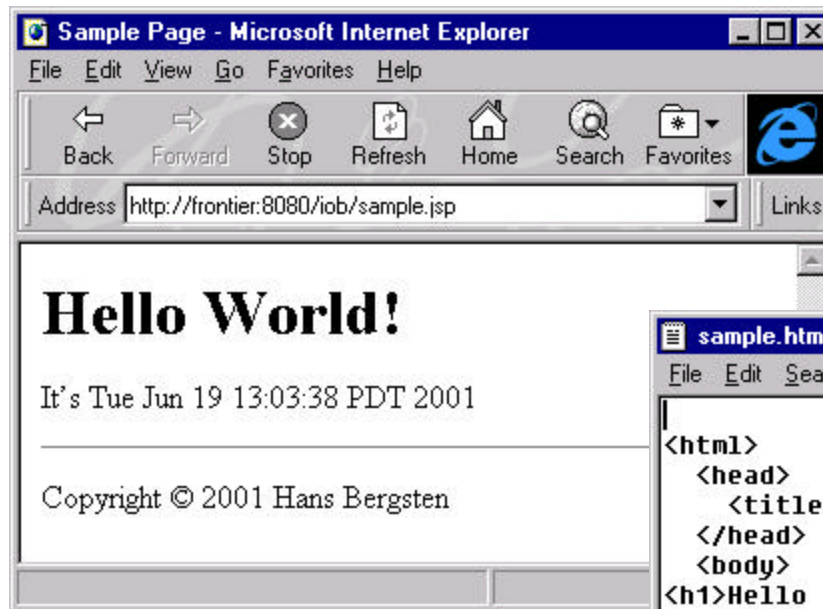 Sample Page - Microsoft Internet Explorer
File Edit View Go Favorites Help
Back Forward Stop Refresh Home Search Favorites
Address http://frontier:8080/iob/sample.jsp Links
Hello World!
It's Tue Jun 19 13:03:38 PDT 2001
Copyright © 2001 Hans Bergsten
sample.htm
File Edit Sea
<html>
<head>
<title
</head>
<body>
<h1>Hello